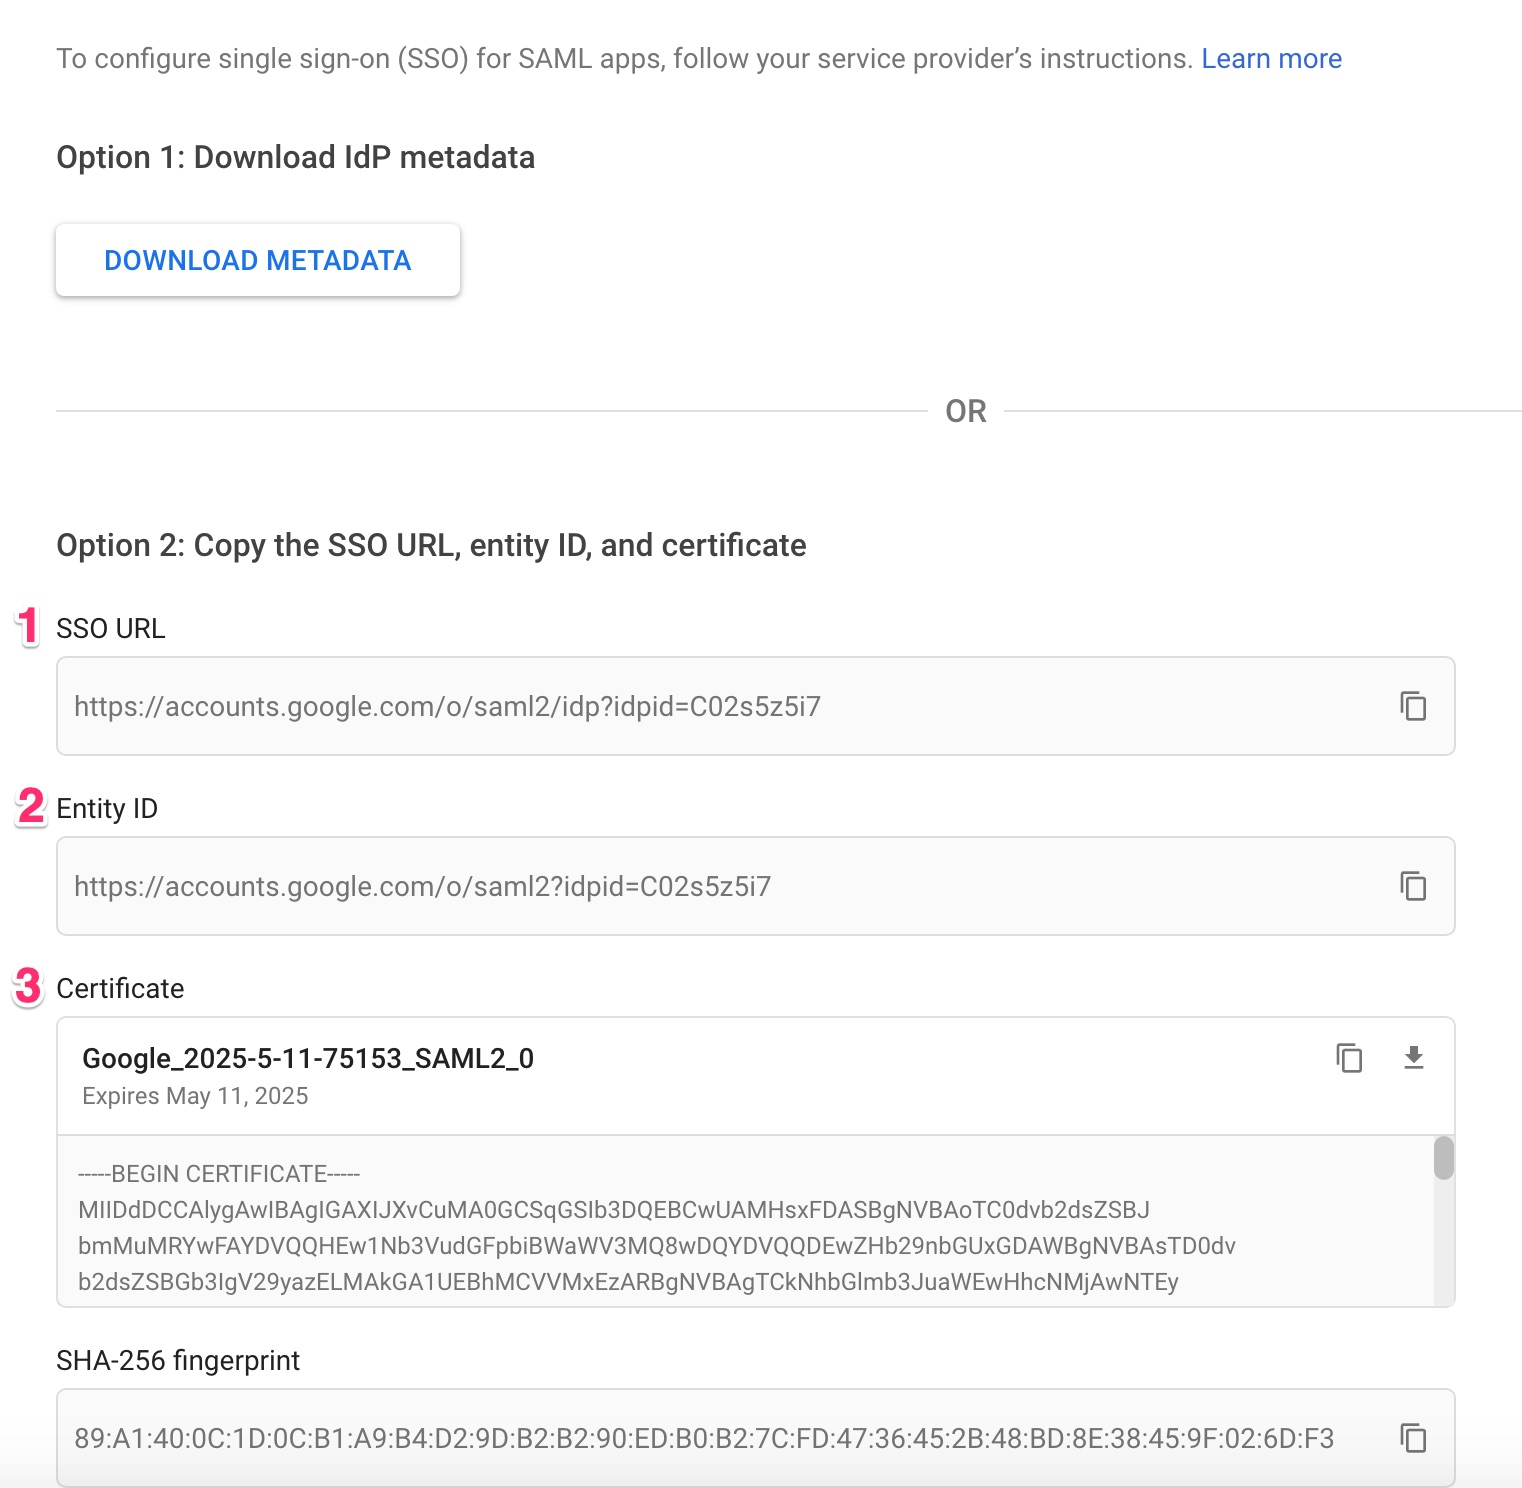 To configure single sign-on (SSO) for SAML apps, follow your service provider’s instructions. Learn more
Option 1: Download IdP metadata
DOWNLOAD METADATA
OR
Option 2: Copy the SSO URL, entity ID, and certificate
1 SSO URL
https://accounts.google.com/o/saml2/idp?idpid=C02s5z5i7
2 Entity ID
https://accounts.google.com/o/saml2?idpid=C02s5z5i7
3 Certificate
Google_2025-5-11-75153_SAML2_0
Expires May 11, 2025
-----BEGIN CERTIFICATE-----
MIIDdDCCAlygAwIBAgIGAXIJXvCuMA0GCSqGSIb3DQEBCwUAMHsxFDASBgNVBAoTC0dvb2dsZSBJ
bmMuMRYwFAYDVQQHEw1Nb3VudGFpbiBWaWV3MQ8wDQYDVQQDEwZHb29nbGUxGDAWBgNVBAsTD0dv
b2dsZSBGb3IgV29yazELMAkGA1UEBhMCVVMxEzARBgNVBAgTCkNhbGlmb3JuaWEwHhcNMjAwNTEy
SHA-256 fingerprint
89:A1:40:0C:1D:0C:B1:A9:B4:D2:9D:B2:B2:90:ED:B0:B2:7C:FD:47:36:45:2B:48:BD:8E:38:45:9F:02:6D:F3